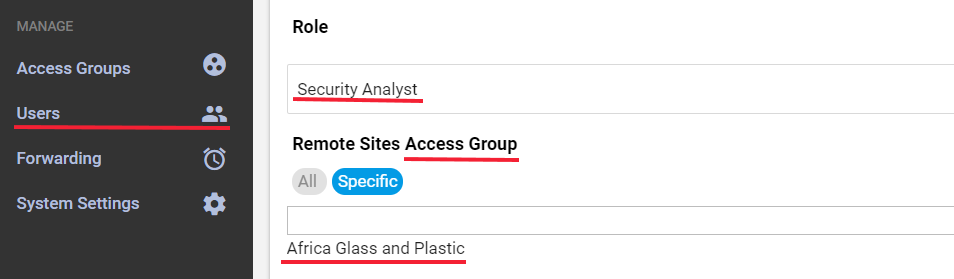 MANAGE
Access Groups
Users
Forwarding
System Settings
Role
Security Analyst
Remote Sites Access Group
All Specific
Africa Glass and Plastic